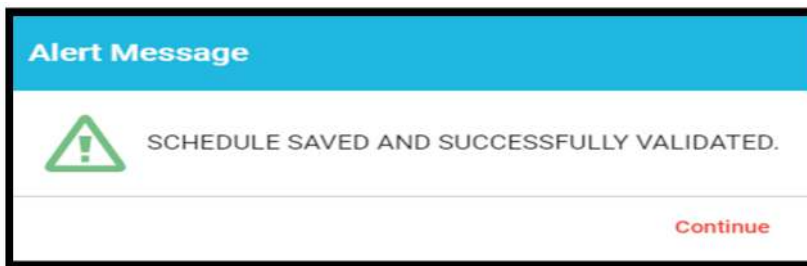 Alert Message
SCHEDULE SAVED AND SUCCESSFULLY VALIDATED.
Continue